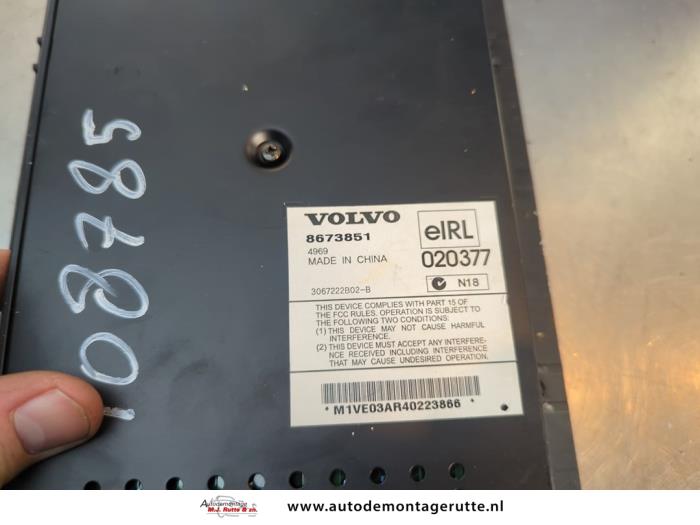 108785
VOLVO
8673851
4969
MADE IN CHINA
eIRL
020377
N18
3067222B02-B
THIS DEVICE COMPLIES WITH PART 15 OF
THE FCC RULES. OPERATION IS SUBJECT TO
THE FOLLOWING TWO CONDITIONS:
(1) THIS DEVICE MAY NOT CAUSE HARMFUL
INTERFERENCE.
(2) THIS DEVICE MUST ACCEPT ANY INTERFERE-
NCE RECEIVED INCLUDING INTERFERENCE
THAT MAY CAUSE UNDESIRED OPERATION.
* M1VE03AR40223866 *
Autodemontage
M.J. Rutte & zn.
www.autodemontagerutte.nl